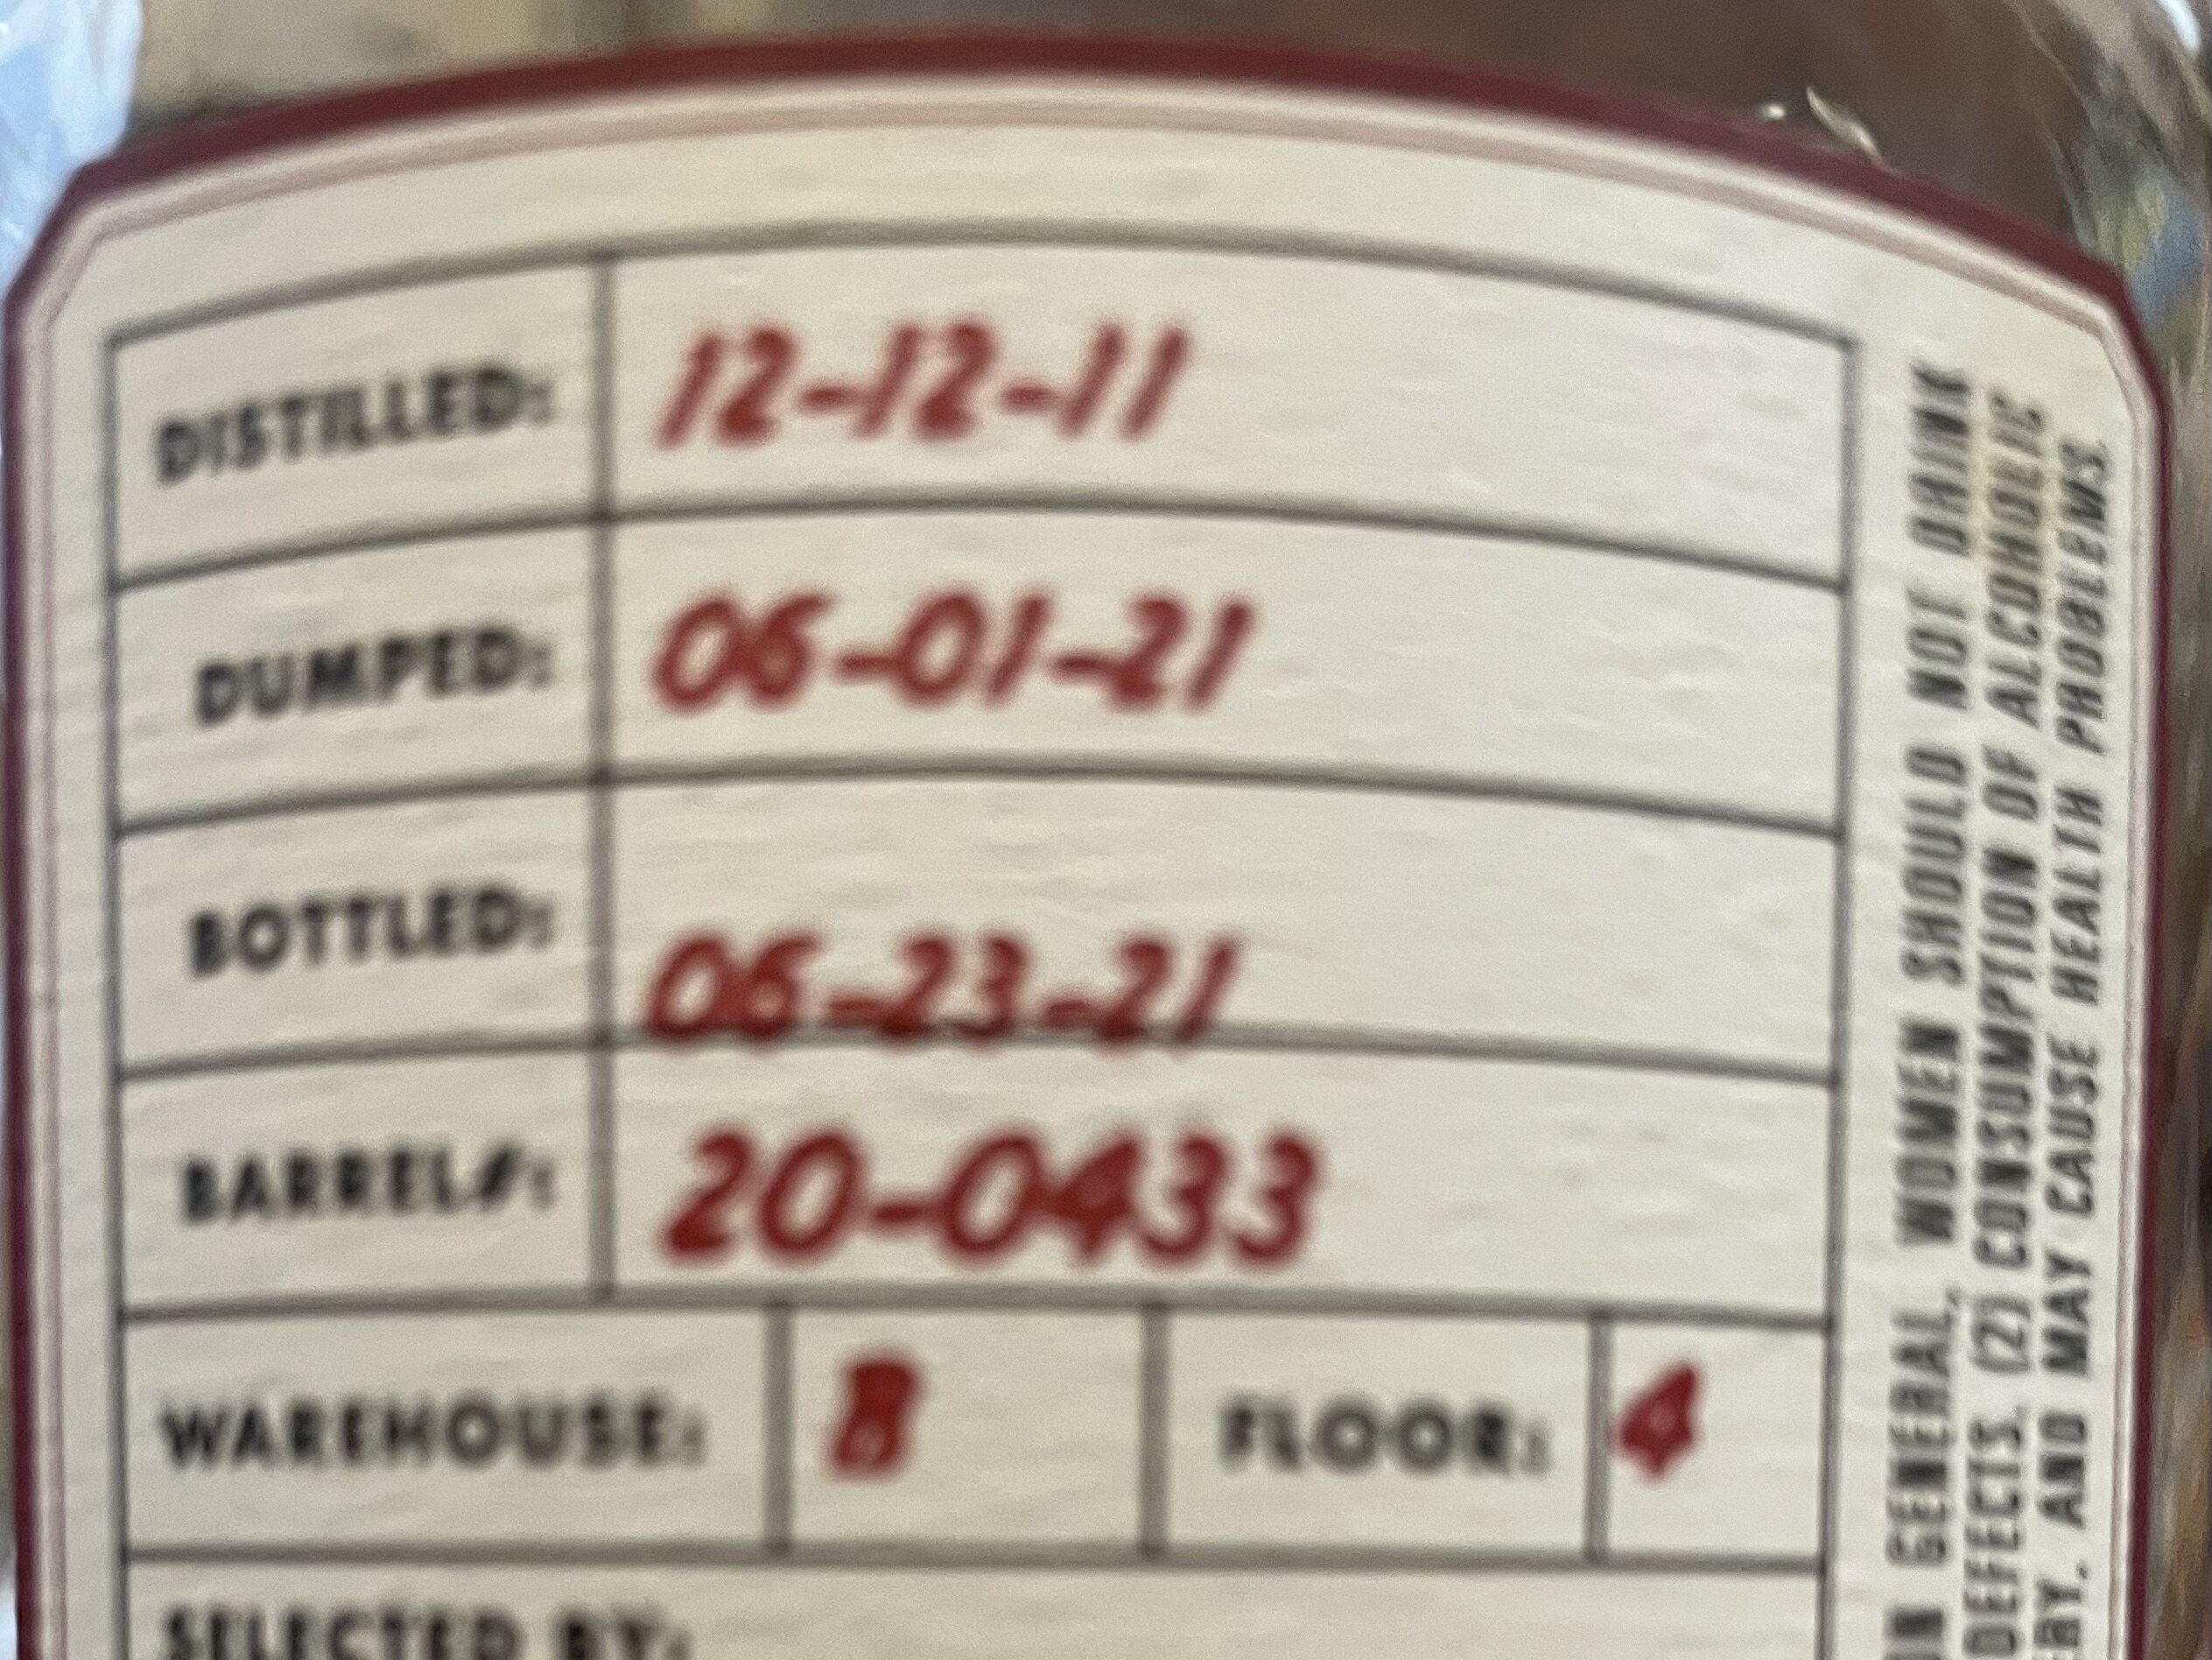 DISTILLED: 12-12-11
DUMPED: 06-01-21
BOTTLED: 06-23-21
BARREL#: 20-0433
WAREHOUSE: B FLOOR: 4
SELECTED BY:
GENERAL, WOMEN SHOULD NOT DRINK
DEFECTS. (2) CONSUMPTION OF ALCOHOLIC
AND MAY CAUSE HEALTH PROBLEMS.